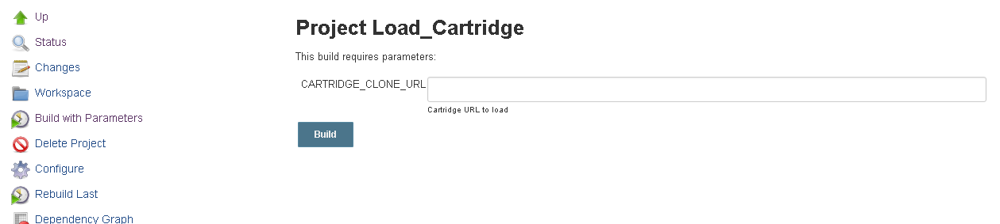 Up
Status
Changes
Workspace
Build with Parameters
Delete Project
Configure
Rebuild Last
Dependency Graph
Project Load_Cartridge
This build requires parameters:
CARTRIDGE_CLONE_URL
Cartridge URL to load
Build